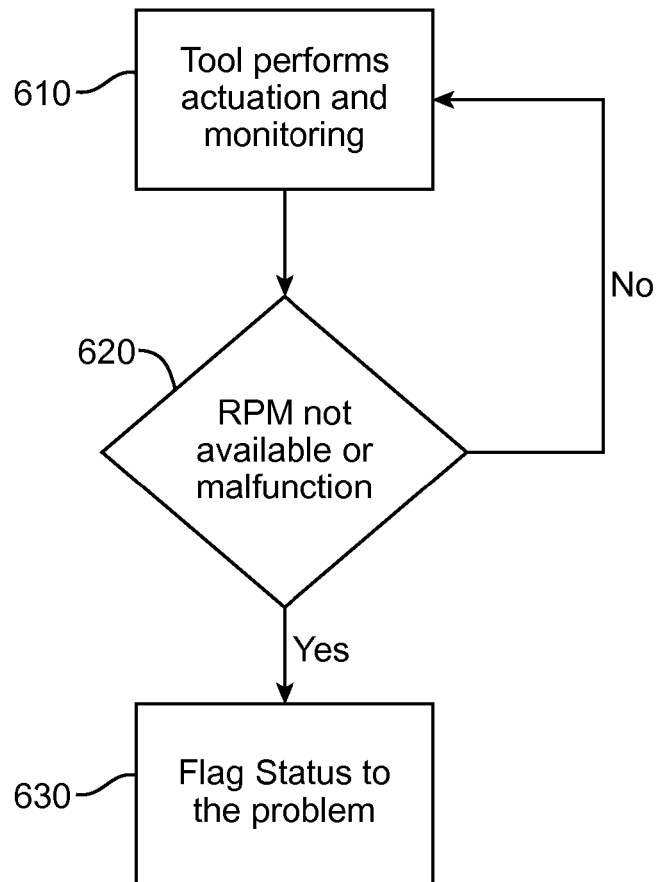 610
Tool performs
actuation and
monitoring
No
620
RPM not
available or
malfunction
Yes
630
Flag Status to
the problem